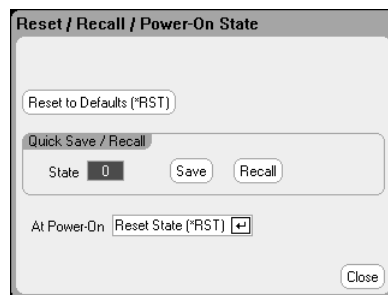 Reset / Recall / Power-On State
Reset to Defaults (*RST)
Quick Save / Recall
State 0 Save Recall
At Power-On Reset State (*RST)
Close